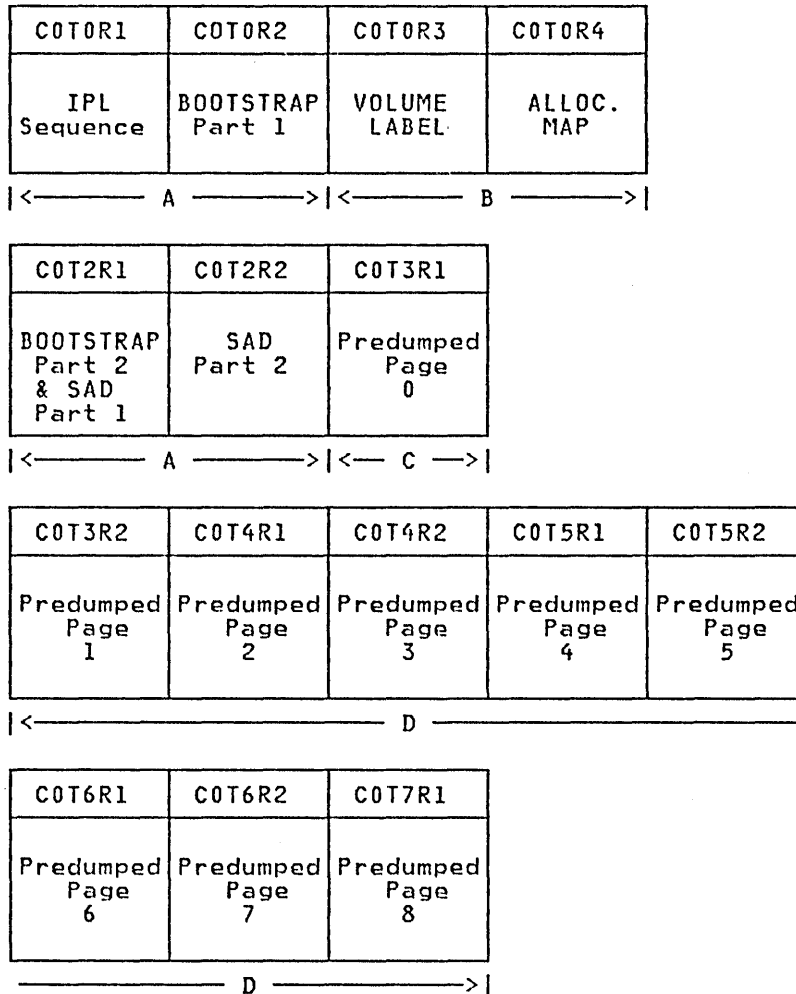 C0T0R1 C0T0R2 C0T0R3 C0T0R4
IPL BOOTSTRAP VOLUME ALLOC.
Sequence Part 1 LABEL MAP
|<——— A ———>|<——— B ———>|
C0T2R1 C0T2R2 C0T3R1
BOOTSTRAP SAD Predumped
Part 2 Part 2 Page
& SAD 0
Part 1
|<——— A ———>|<— C —>|
C0T3R2 C0T4R1 C0T4R2 C0T5R1 C0T5R2
Predumped Predumped Predumped Predumped Predumped
Page Page Page Page Page
1 2 3 4 5
|<——— D ———
C0T6R1 C0T6R2 C0T7R1
Predumped Predumped Predumped
Page Page Page
6 7 8
——— D ———>|